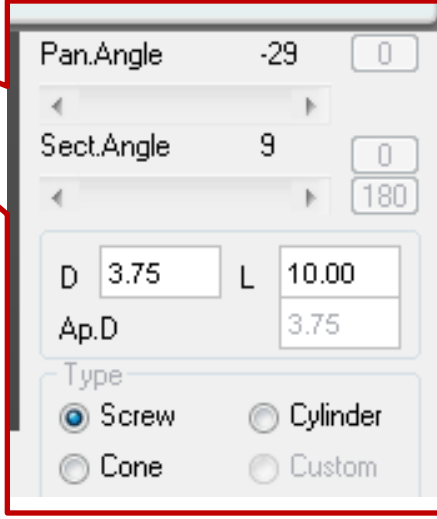 Pan.Angle -29 0
Sect.Angle 9 0
180
D 3.75 L 10.00
Ap.D 3.75
Type
Screw Cylinder
Cone Custom